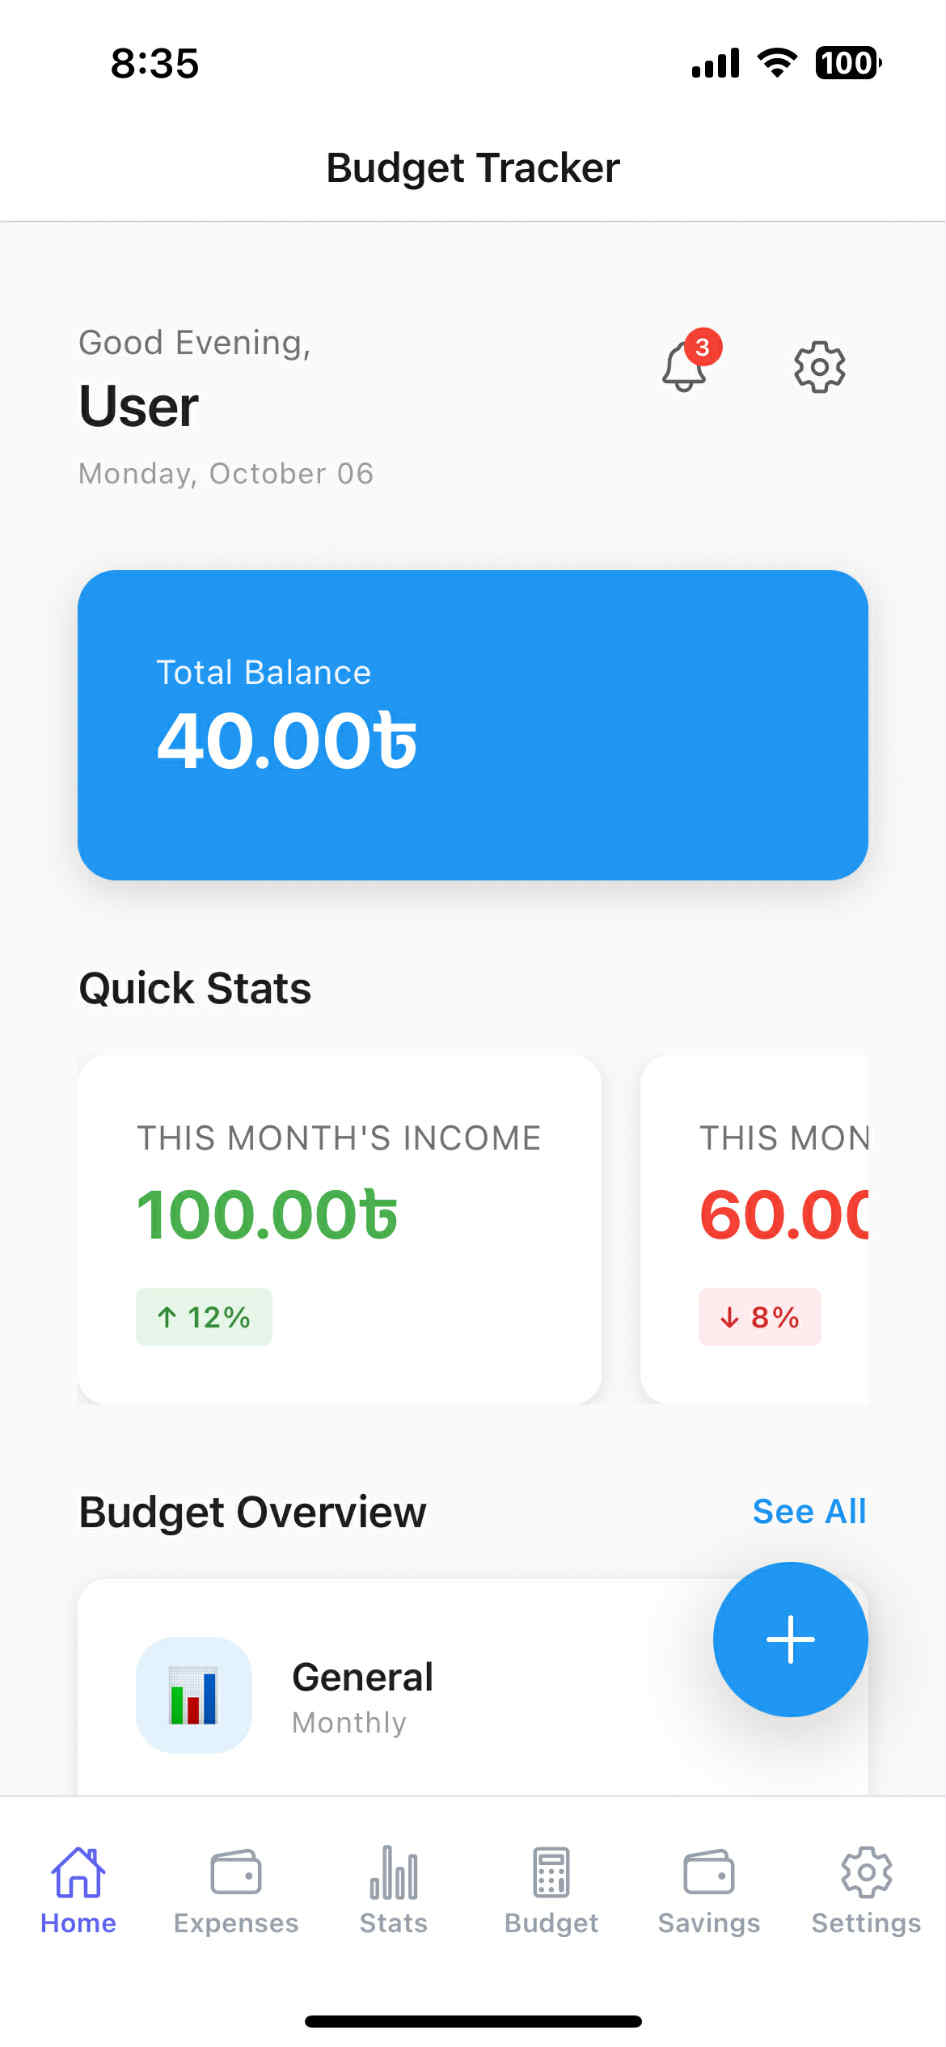 8:35
100
Budget Tracker
Good Evening,
3
User
Monday, October 06
Total Balance
40.00৳
Quick Stats
THIS MONTH'S INCOME
100.00৳
↑ 12%
THIS MON
60.00
↓ 8%
Budget Overview
See All
General
Monthly
Home
Expenses
Stats
Budget
Savings
Settings